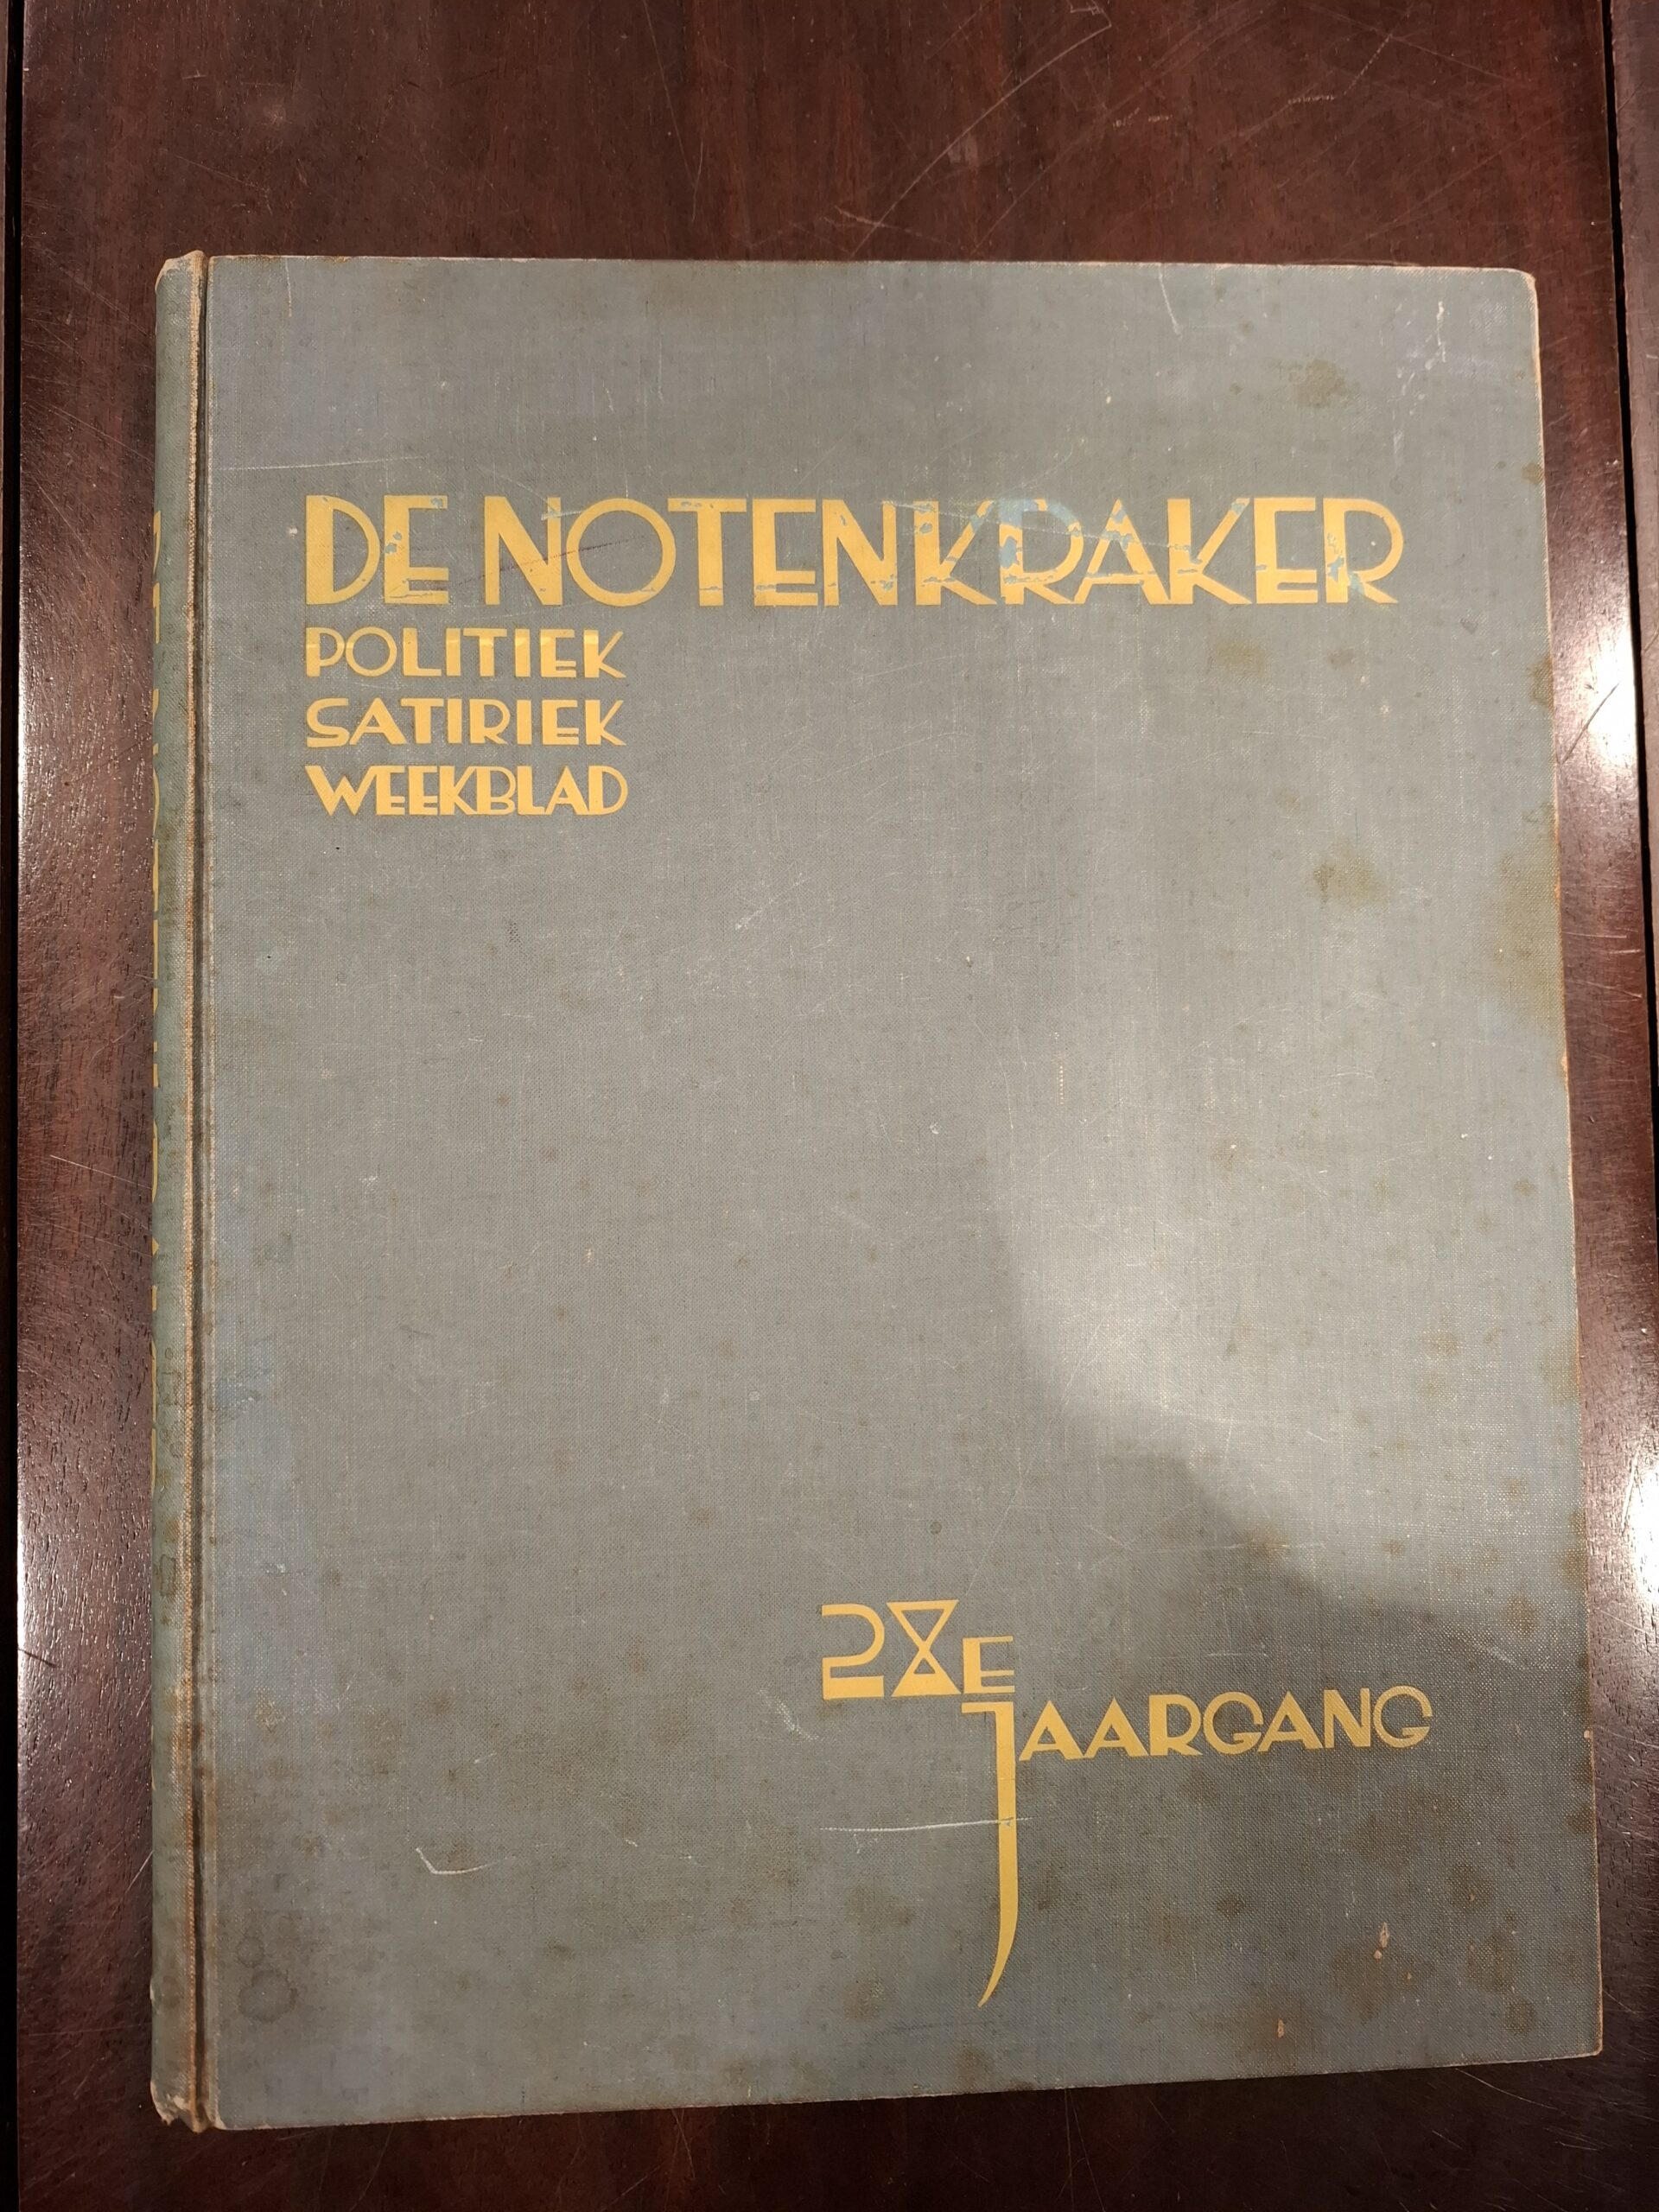 DE NOTENKRAKER
POLITIEK
SATIRIEK
WEEKBLAD
28E
JAARGANG